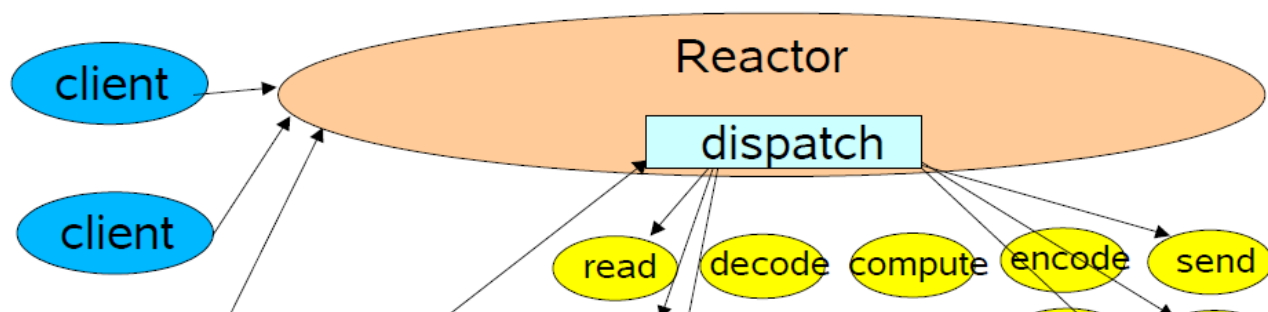 Reactor
client
dispatch
client
read decode compute encode send